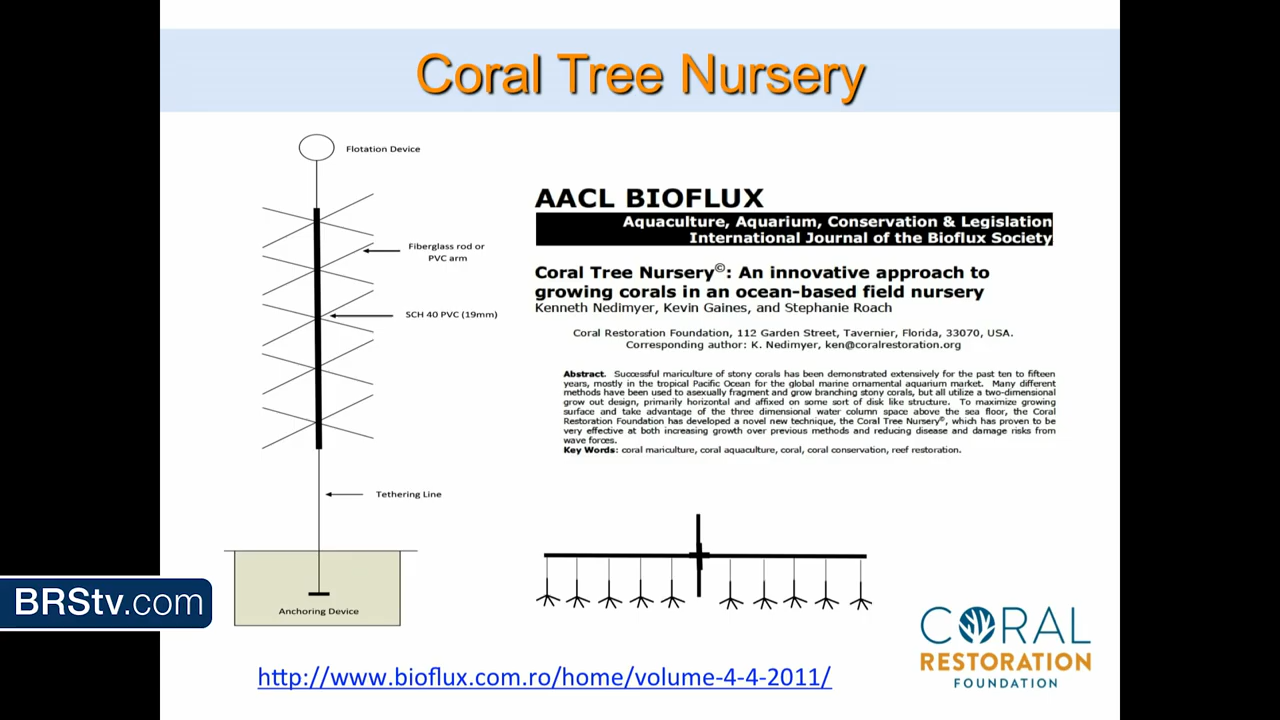 Coral Tree Nursery
Flotation Device
Fiberglass rod or
PVC arm
SCH 40 PVC (19mm)
Tethering Line
Anchoring Device
AACL BIOFLUX
Aquaculture, Aquarium, Conservation & Legislation
International Journal of the Bioflux Society
Coral Tree Nursery©: An innovative approach to
growing corals in an ocean-based field nursery
Kenneth Nedimyer, Kevin Gaines, and Stephanie Roach
Coral Restoration Foundation, 112 Garden Street, Tavernier, Florida, 33070, USA.
Corresponding author: K. Nedimyer, ken@coralrestoration.org
Abstract. Successful mariculture of stony corals has been demonstrated extensively for the past ten to fifteen
years, mostly in the tropical Pacific Ocean for the global marine ornamental aquarium market. Many different
methods have been used to asexually fragment and grow branching stony corals, but all utilize a two-dimensional
grow out design, primarily horizontal and affixed on some sort of disk like structure. To maximize growing
surface and take advantage of the three dimensional water column space above the sea floor, the Coral
Restoration Foundation has developed a novel new technique, the Coral Tree Nursery©, which has proven to be
very effective at both increasing growth over previous methods and reducing disease and damage risks from
wave forces.
Key Words: coral mariculture, coral aquaculture, coral, coral conservation, reef restoration.
BRStv.com
CORAL
RESTORATION
FOUNDATION
http://www.bioflux.com.ro/home/volume-4-4-2011/